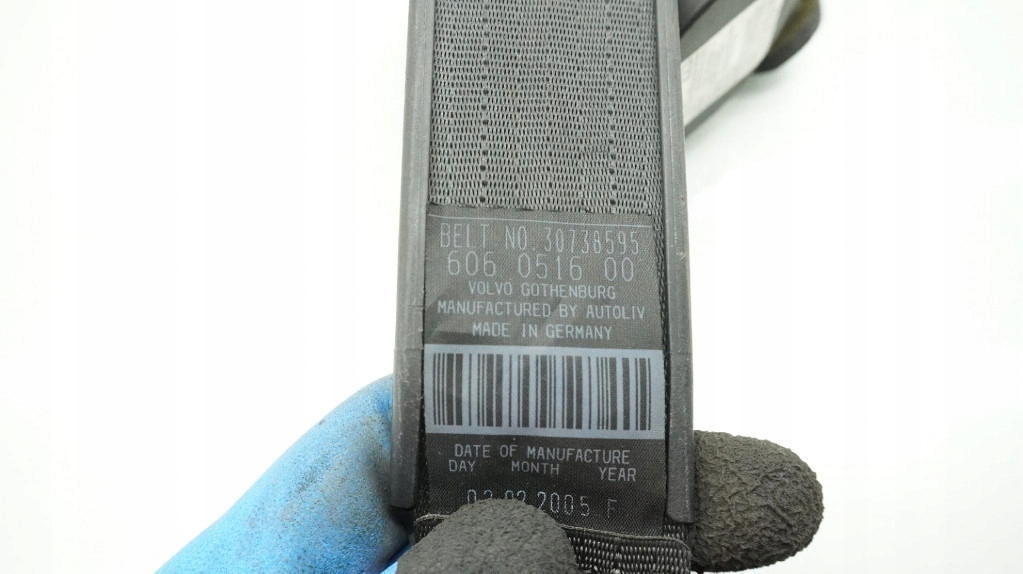 BELT NO. 30738595
606 0516 00
VOLVO GOTHENBURG
MANUFACTURED BY AUTOLIV
MADE IN GERMANY
DATE OF MANUFACTURE
DAY MONTH YEAR
2005 F